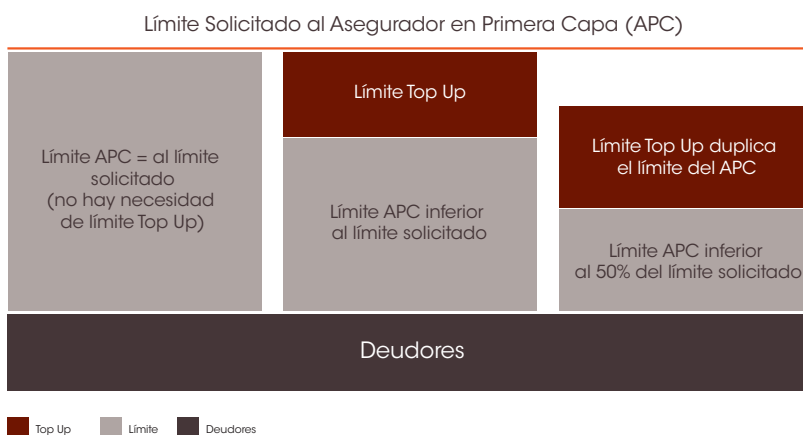 Límite Solicitado al Asegurador en Primera Capa (APC)
Límite APC = al límite
solicitado
(no hay necesidad
de límite Top Up)
Límite Top Up
Límite APC inferior
al límite solicitado
Límite Top Up duplica
el límite del APC
Límite APC inferior
al 50% del límite solicitado
Deudores
Top Up
Límite
Deudores